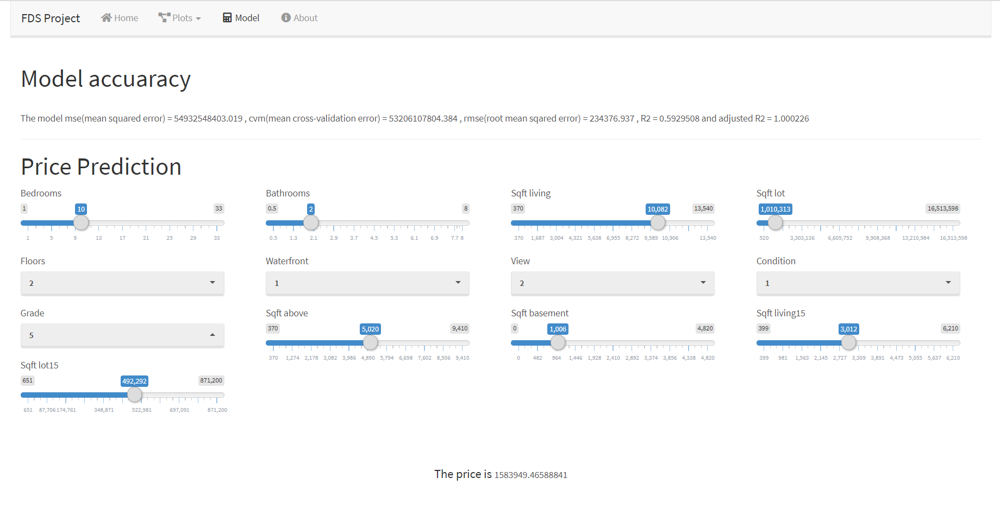 FDS Project Home Plots Model About
Model accuaracy
The model mse(mean squared error) = 54932548403.019 , cvm(mean cross-validation error) = 53206107804.384 , rmse(root mean sqared error) = 234376.937 , R2 = 0.5929508 and adjusted R2 = 1.000226
Price Prediction
Bedrooms
1 10 33
1 5 9 13 17 21 25 29 33
Bathrooms
0.5 2 8
0.5 1.3 2.1 2.9 3.7 4.5 5.3 6.1 6.9 7.7 8
Sqft living
370 10,082 13,540
370 1,687 3,004 4,321 5,638 6,955 8,272 9,589 10,906 13,540
Sqft lot
1,010,313 16,513,598
520 3,303,136 6,605,752 9,908,368 13,210,984 16,513,598
Floors
2
Waterfront
1
View
2
Condition
1
Grade
5
Sqft above
370 5,020 9,410
370 1,274 2,178 3,082 3,986 4,890 5,794 6,698 7,602 8,506 9,410
Sqft basement
0 1,006 4,820
0 482 964 1,446 1,928 2,410 2,892 3,374 3,856 4,338 4,820
Sqft living15
399 3,012 6,210
399 981 1,563 2,145 2,727 3,309 3,891 4,473 5,055 5,637 6,210
Sqft lot15
651 492,292 871,200
651 87,706 174,761 348,871 522,981 697,091 871,200
The price is 1583949.46588841